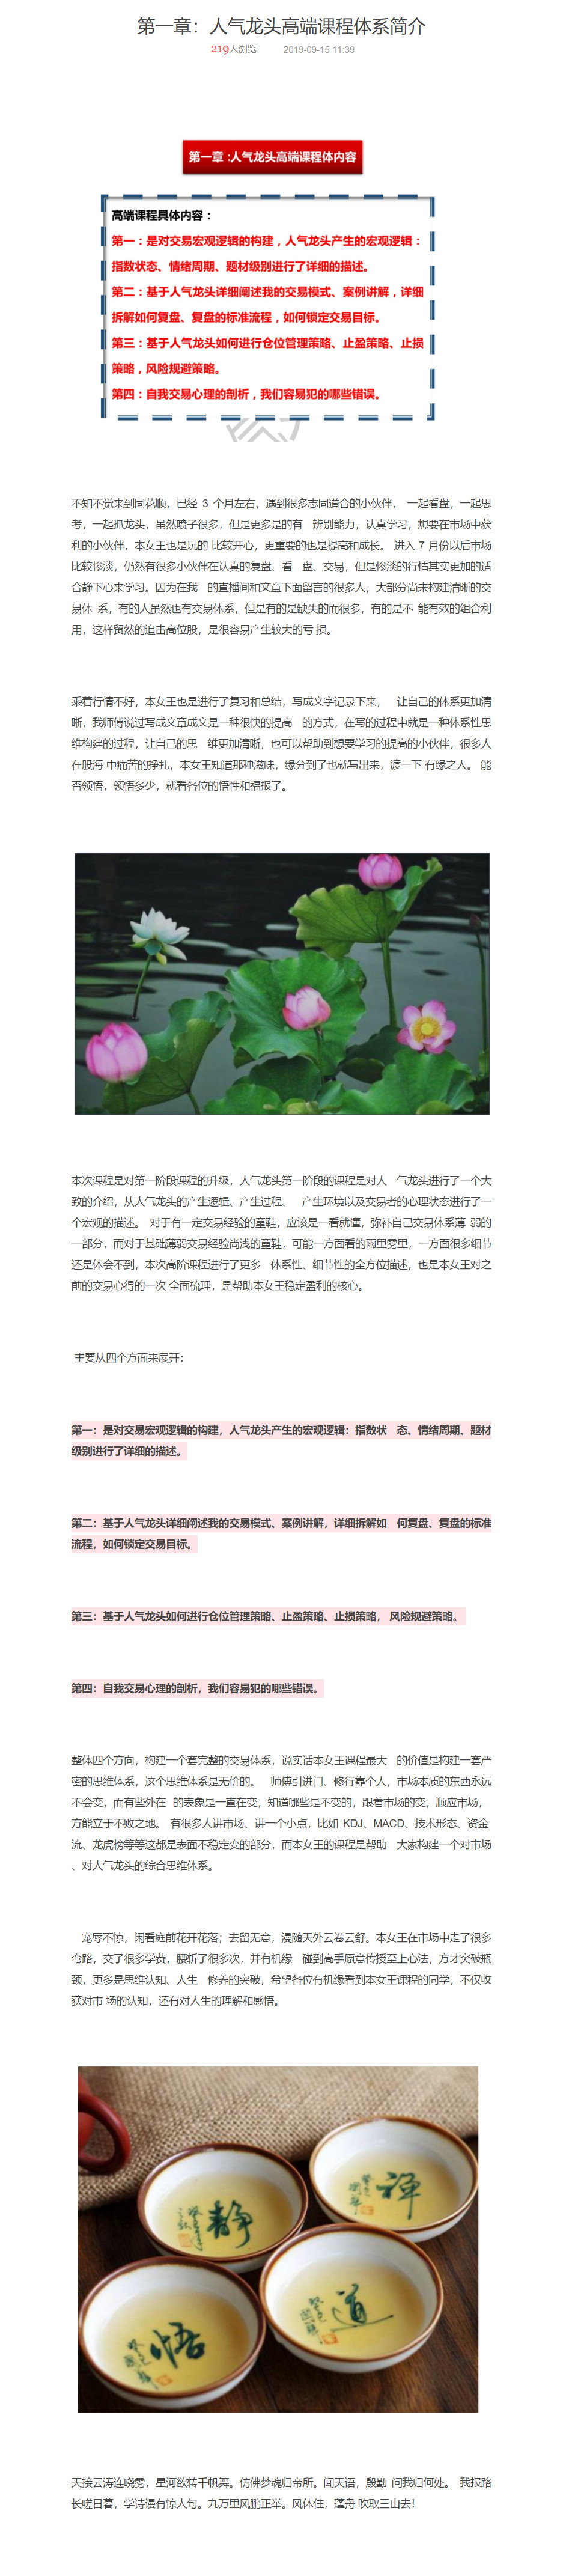 第一章：人气龙头高端课程体系简介
219人浏览 2019-09-15 11:39
第一章：人气龙头高端课程体内容
高端课程具体内容：
第一：是对交易宏观逻辑的构建，人气龙头产生的宏观逻辑：
指数状态、情绪周期、题材级别进行了详细的描述。
第二：基于人气龙头详细阐述我的交易模式、案例讲解，详细
拆解如何复盘、复盘的标准流程，如何锁定交易目标。
第三：基于人气龙头如何进行仓位管理策略、止盈策略、止损
策略，风险规避策略。
第四：自我交易心理的剖析，我们容易犯的哪些错误。
不知不觉来到同花顺，已经 3 个月左右，遇到很多志同道合的小伙伴， 一起看盘，一起思
考，一起抓龙头，虽然喷子很多，但是更多是的有 辨别能力，认真学习，想要在市场中获
利的小伙伴，本女王也是玩的 比较开心，更重要的也是提高和成长。 进入 7 月份以后市场
比较惨淡，仍然有很多小伙伴在认真的复盘、看 盘、交易，但是惨淡的行情其实更加的适
合静下心来学习。因为在我 的直播间和文章下面留言的很多人，大部分尚未构建清晰的交
易体 系，有的人虽然也有交易体系，但是有的是缺失的而很多，有的是不 能有效的组合利
用，这样贸然的追击高位股，是很容易产生较大的亏 损。
乘着行情不好，本女王也是进行了复习和总结，写成文字记录下来， 让自己的体系更加清
晰，我师傅说过写成文章成文是一种很快的提高 的方式，在写的过程中就是一种体系性思
维构建的过程，让自己的思 维更加清晰，也可以帮助到想要学习的提高的小伙伴，很多人
在股海 中痛苦的挣扎，本女王知道那种滋味，缘分到了也就写出来，渡一下 有缘之人。 能
否领悟，领悟多少，就看各位的悟性和福报了。
本次课程是对第一阶段课程的升级，人气龙头第一阶段的课程是对人 气龙头进行了一个大
致的介绍，从人气龙头的产生逻辑、产生过程、 产生环境以及交易者的心理状态进行了一
个宏观的描述。 对于有一定交易经验的童鞋，应该是一看就懂，弥补自己交易体系薄 弱的
一部分，而对于基础薄弱交易经验尚浅的童鞋，可能一方面看的雨里雾里，一方面很多细节
还是体会不到，本次高阶课程进行了更多 体系性、细节性的全方位描述，也是本女王对之
前的交易心得的一次 全面梳理，是帮助本女王稳定盈利的核心。
主要从四个方面来展开：
第一：是对交易宏观逻辑的构建，人气龙头产生的宏观逻辑：指数状 态、情绪周期、题材
级别进行了详细的描述。
第二：基于人气龙头详细阐述我的交易模式、案例讲解，详细拆解如 何复盘、复盘的标准
流程，如何锁定交易目标。
第三：基于人气龙头如何进行仓位管理策略、止盈策略、止损策略， 风险规避策略。
第四：自我交易心理的剖析，我们容易犯的哪些错误。
整体四个方向，构建一个套完整的交易体系，说实话本女王课程最大 的价值是构建一套严
密的思维体系，这个思维体系是无价的。 师傅引进门、修行靠个人，市场本质的东西永远
不会变，而有些外在 的表象是一直在变，知道哪些是不变的，跟着市场的变，顺应市场，
方能立于不败之地。 有很多人讲市场、讲一个小点，比如 KDJ、MACD、技术形态、资金
流、龙虎榜等等这都是表面不稳定变的部分，而本女王的课程是帮助 大家构建一个对市场
、对人气龙头的综合思维体系。
宠辱不惊，闲看庭前花开花落；去留无意，漫随天外云卷云舒。本女王在市场中走了很多
弯路，交了很多学费，腰斩了很多次，并有机缘 碰到高手原意传授至上心法，方才突破瓶
颈，更多是思维认知、人生 修养的突破，希望各位有机缘看到本女王课程的同学，不仅收
获对市 场的认知，还有对人生的理解和感悟。
静
禅
悟
道
天接云涛连晓雾，星河欲转千帆舞。仿佛梦魂归帝所。闻天语，殷勤 问我归何处。 我报路
长嗟日暮，学诗谩有惊人句。九万里风鹏正举。风休住，蓬舟 吹取三山去！